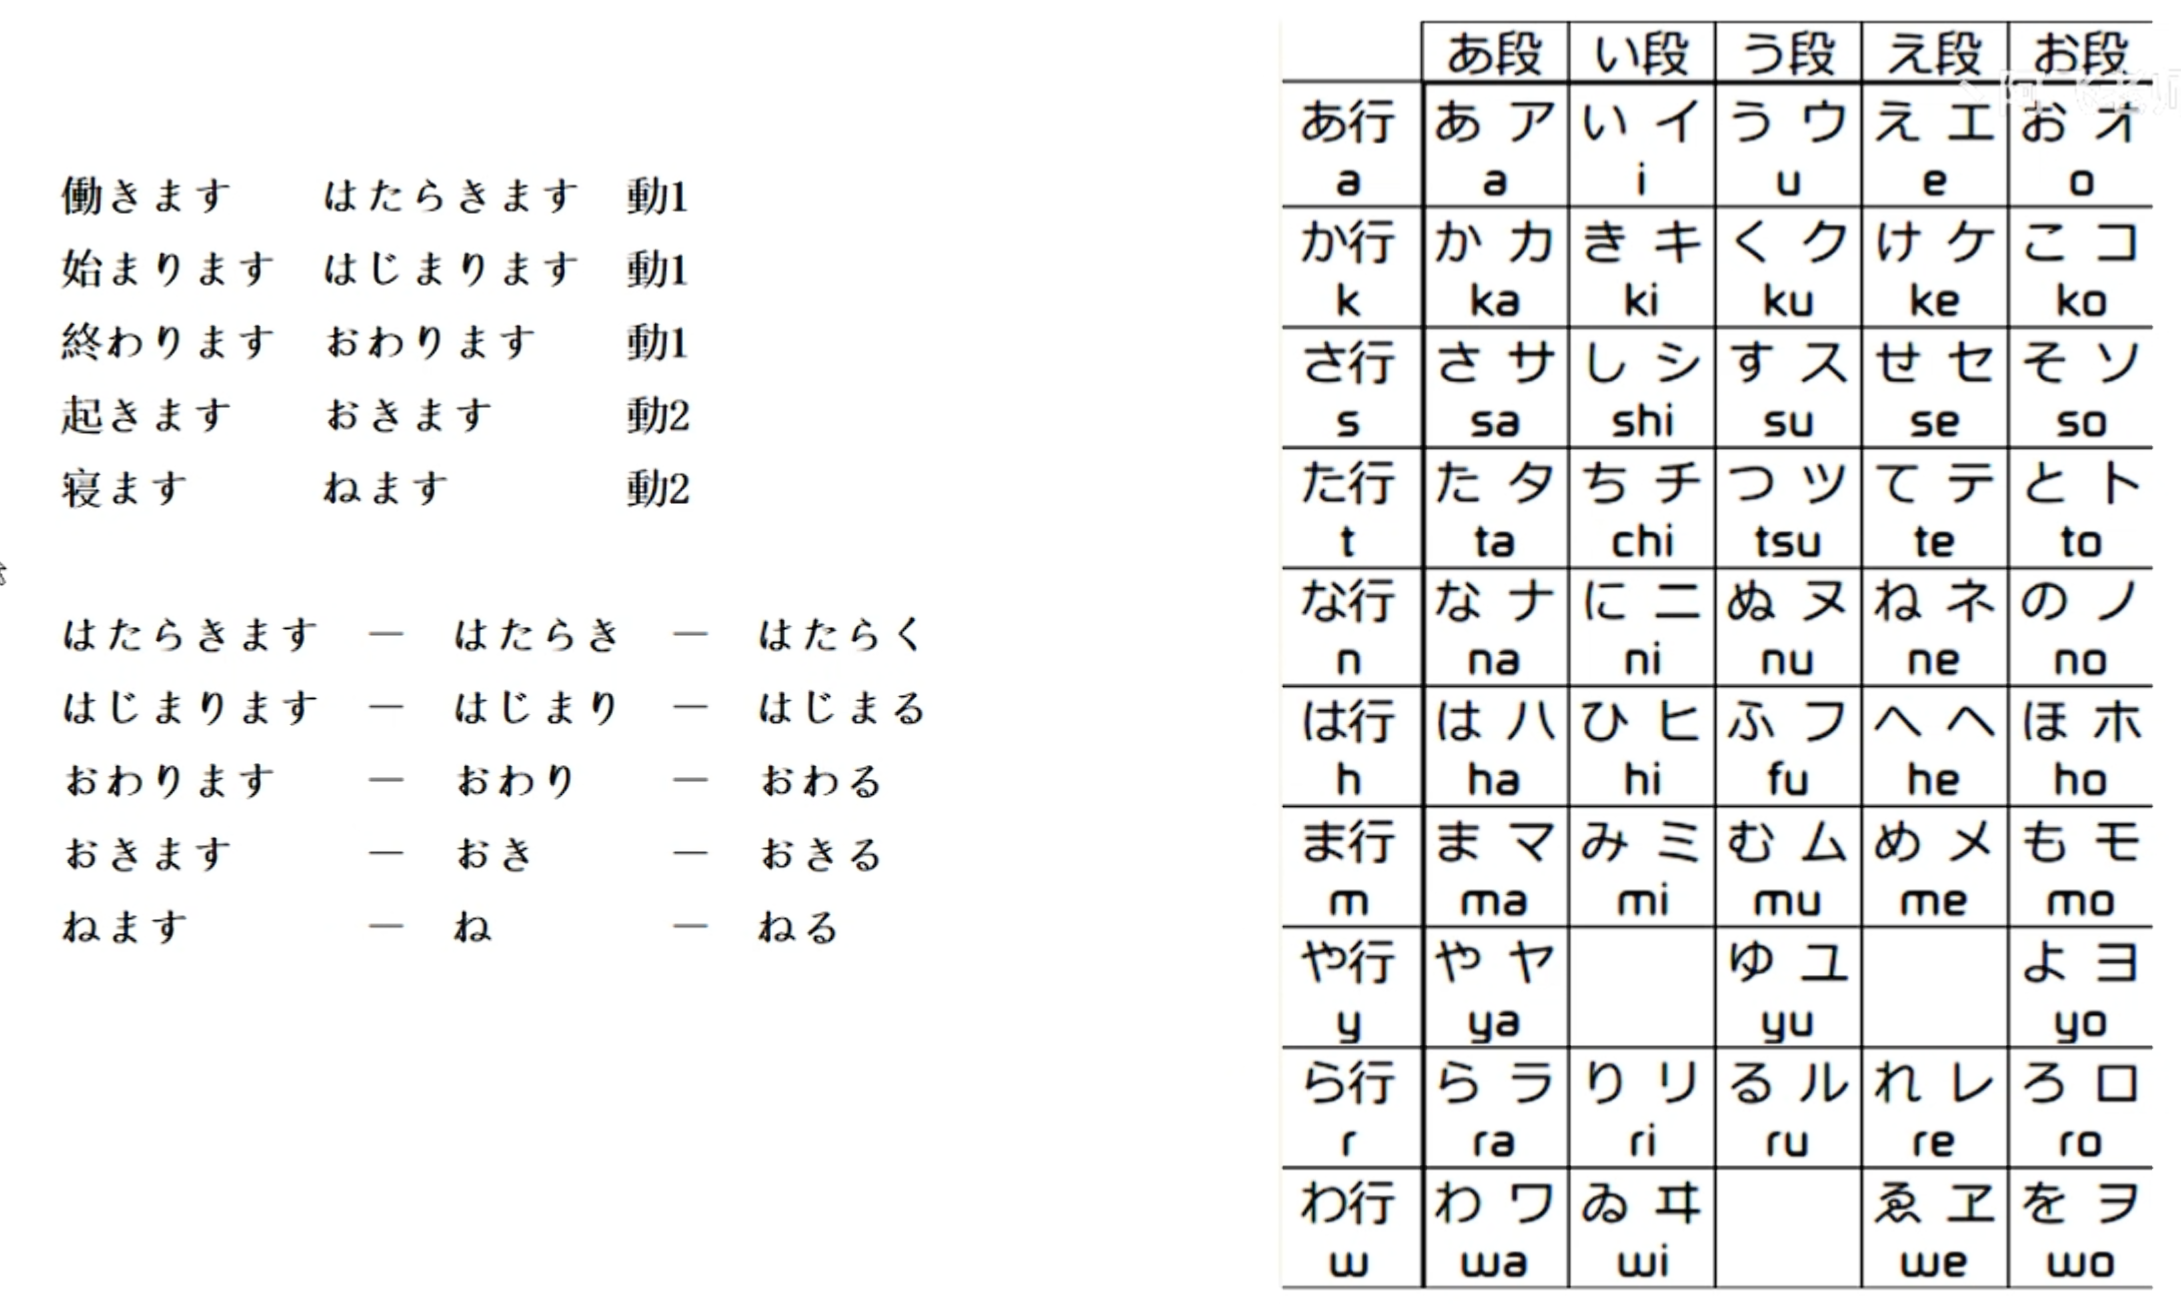 働きます はたらきます 動1
始まります はじまります 動1
終わります おわります 動1
起きます おきます 動2
寝ます ねます 動2
はたらきます — はたらき — はたらく
はじまります — はじまり — はじまる
おわります — おわり — おわる
おきます — おき — おきる
ねます — ね — ねる
あ段 い段 う段 え段 お段
あ行 あ ア い イ う ウ え エ お オ
a a i u e o
か行 か カ き キ く ク け ケ こ コ
k ka ki ku ke ko
さ行 さ サ し シ す ス せ セ そ ソ
s sa shi su se so
た行 た タ ち チ つ ツ て テ と ト
t ta chi tsu te to
な行 な ナ に ニ ぬ ヌ ね ネ の ノ
n na ni nu ne no
は行 は ハ ひ ヒ ふ フ へ ヘ ほ ホ
h ha hi fu he ho
ま行 ま マ み ミ む ム め メ も モ
m ma mi mu me mo
や行 や ヤ ゆ ユ よ ヨ
y ya yu yo
ら行 ら ラ り リ る ル れ レ ろ ロ
r ra ri ru re ro
わ行 わ ワ ゐ ヰ ゑ ヱ を ヲ
w wa wi we wo